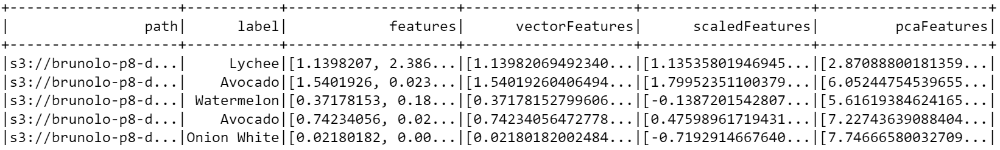 +--------------------+-----------+--------------------+--------------------+--------------------+--------------------+
|                path|      label|            features|      vectorFeatures|      scaledFeatures|         pcaFeatures|
+--------------------+-----------+--------------------+--------------------+--------------------+--------------------+
|s3://brunolo-p8-d...|     Lychee|[1.1398207, 2.386...|[1.13982069492340...|[1.13535801946945...|[2.87088800181359...|
|s3://brunolo-p8-d...|    Avocado|[1.5401926, 0.023...|[1.54019260406494...|[1.79952351100379...|[6.05244754539655...|
|s3://brunolo-p8-d...| Watermelon|[0.37178153, 0.18...|[0.37178152799606...|[-0.1387201542807...|[5.61619384624165...|
|s3://brunolo-p8-d...|    Avocado|[0.74234056, 0.02...|[0.74234056472778...|[0.47598961719431...|[7.22743639088404...|
|s3://brunolo-p8-d...|Onion White|[0.02180182, 0.00...|[0.02180182002484...|[-0.7192914667640...|[7.74666580032709...|